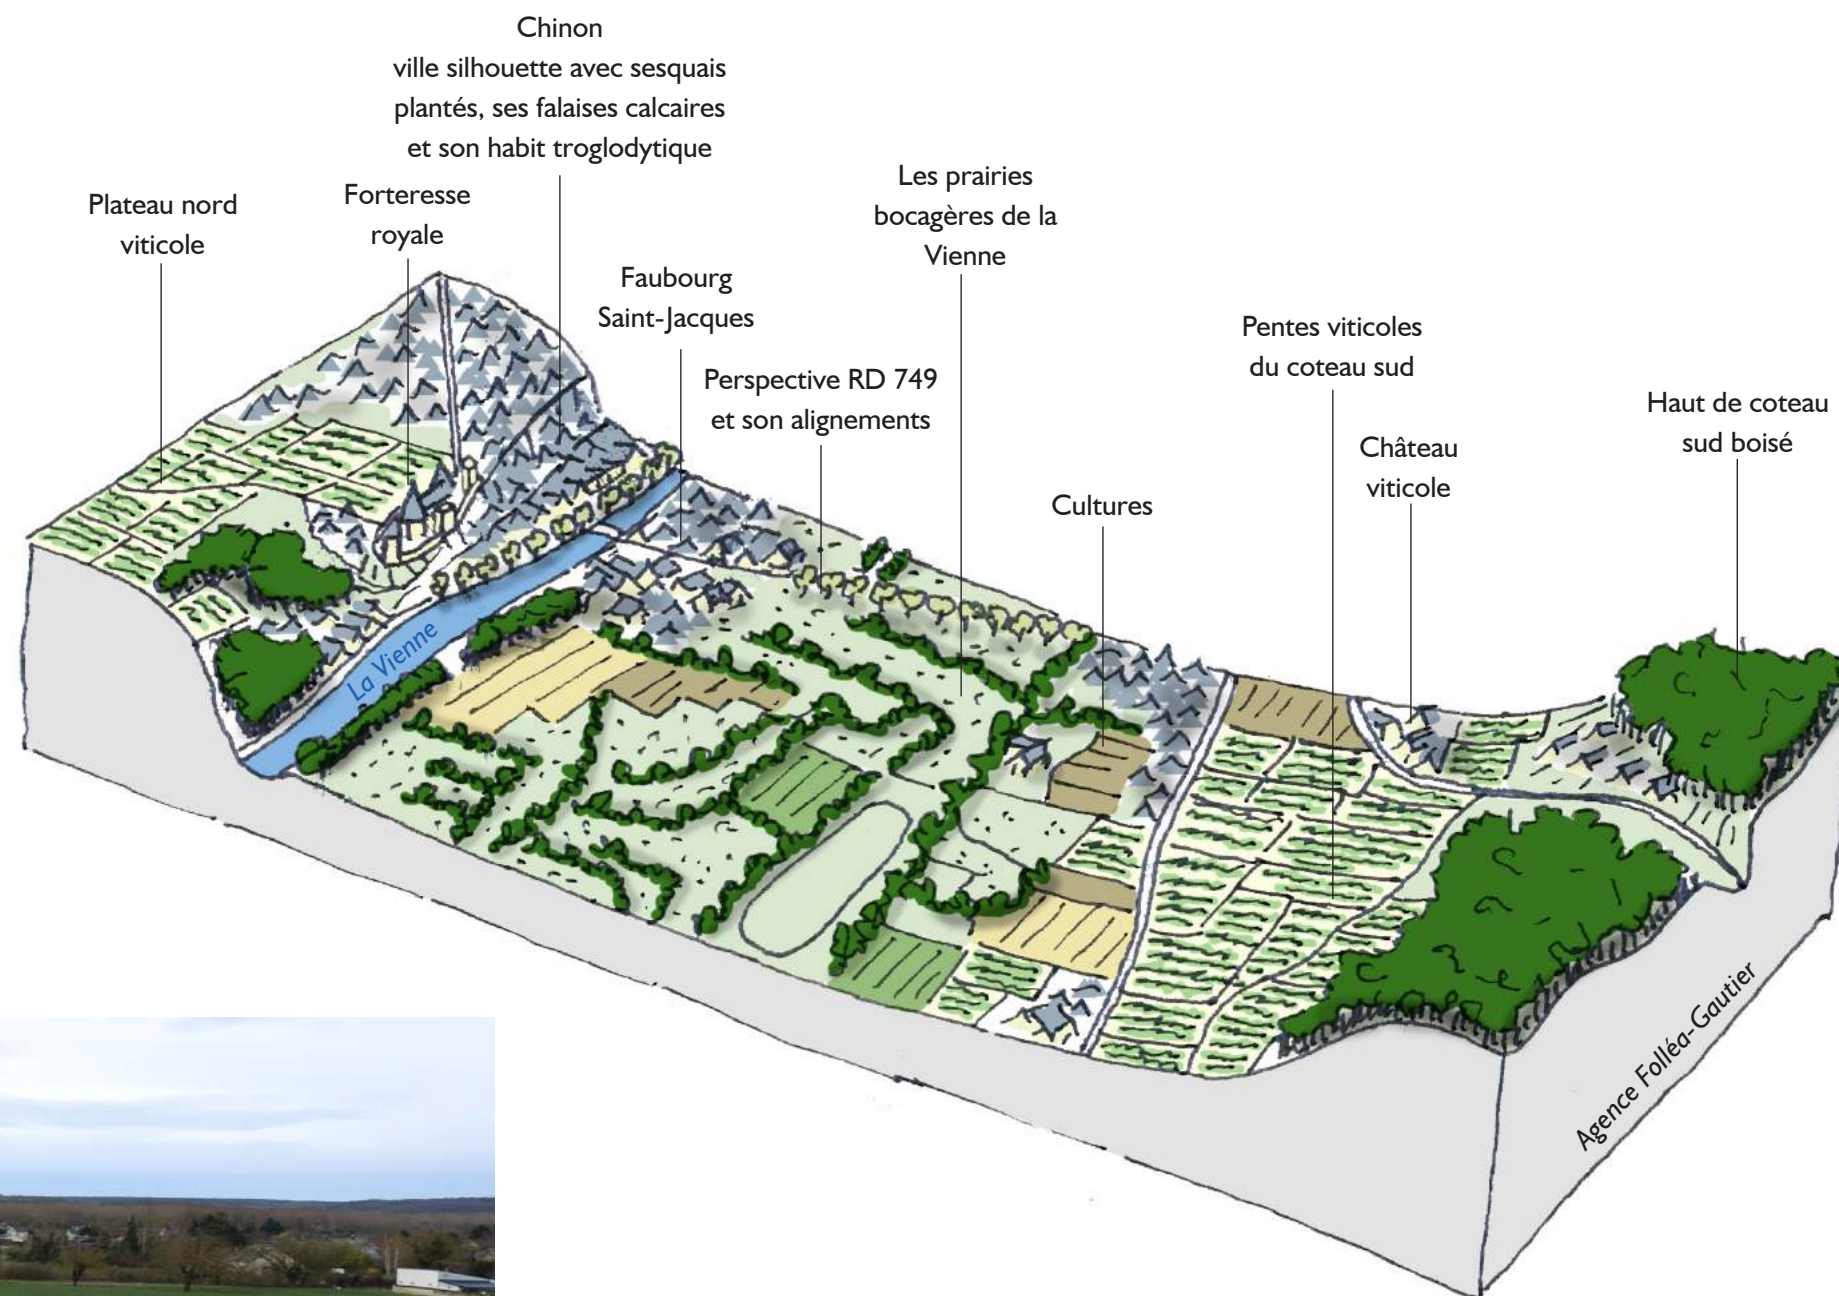 Chinon
ville silhouette avec sesquais
plantés, ses falaises calcaires
et son habit troglodytique
Plateau nord
viticole
Forteresse
royale
Faubourg
Saint-Jacques
Les prairies
bocagères de la
Vienne
Perspective RD 749
et son alignements
Cultures
Pentes viticoles
du coteau sud
Château
viticole
Haut de coteau
sud boisé
La Vienne
Agence Folléa-Gautier